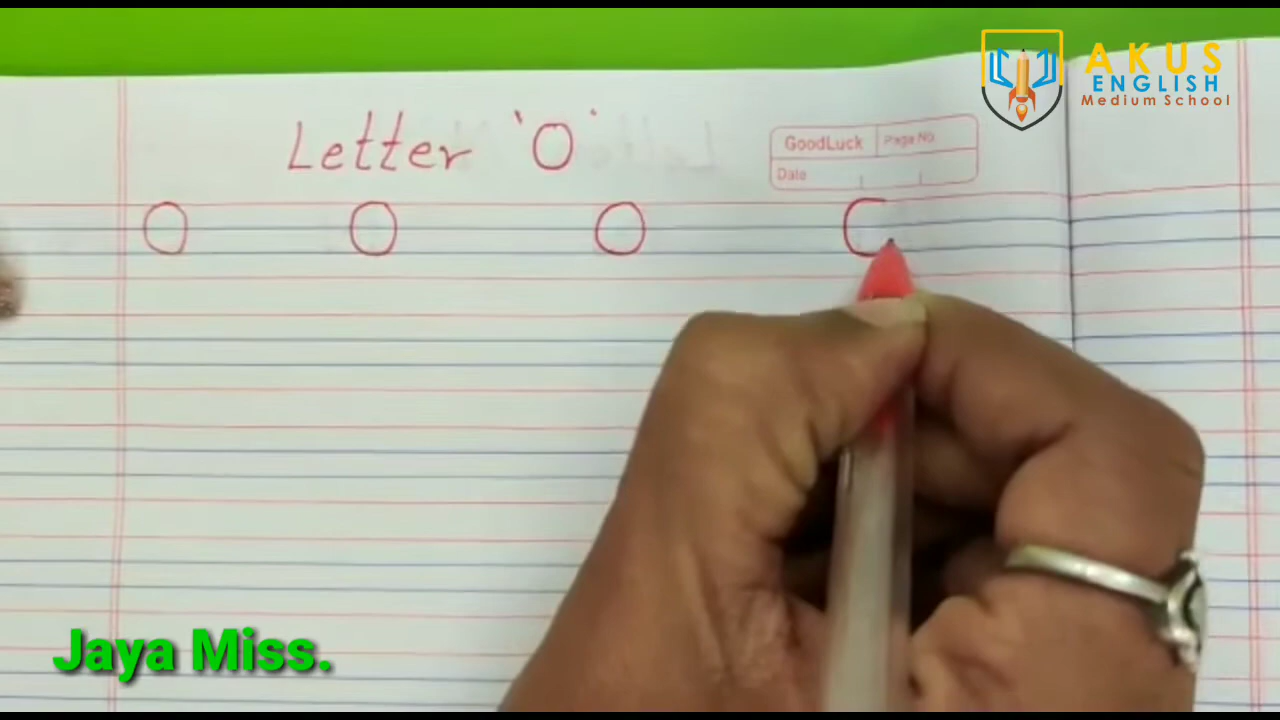 AKUS
ENGLISH
Medium School
Letter 'O'
GoodLuck Page No
Date
O O O C
Jaya Miss.